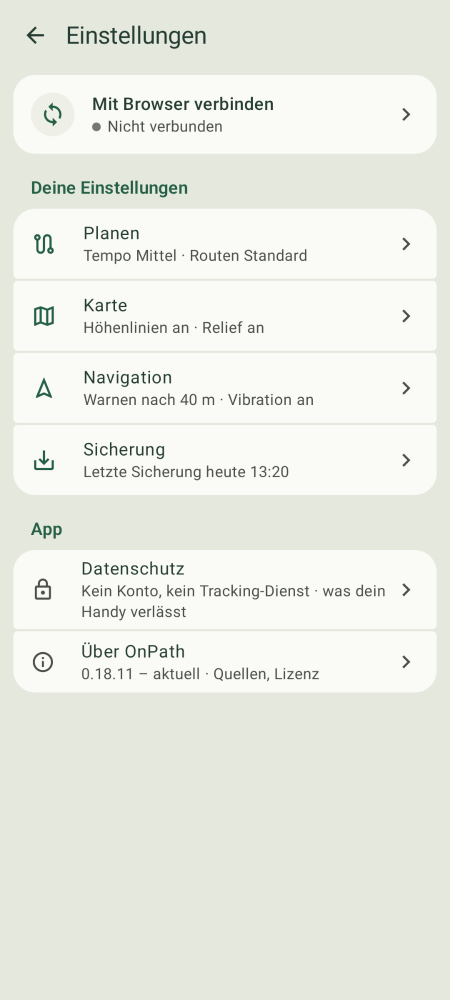 Einstellungen
Mit Browser verbinden
Nicht verbunden
Deine Einstellungen
Planen
Tempo Mittel · Routen Standard
Karte
Höhenlinien an · Relief an
Navigation
Warnen nach 40 m · Vibration an
Sicherung
Letzte Sicherung heute 13:20
App
Datenschutz
Kein Konto, kein Tracking-Dienst · was dein
Handy verlässt
Über OnPath
0.18.11 – aktuell · Quellen, Lizenz